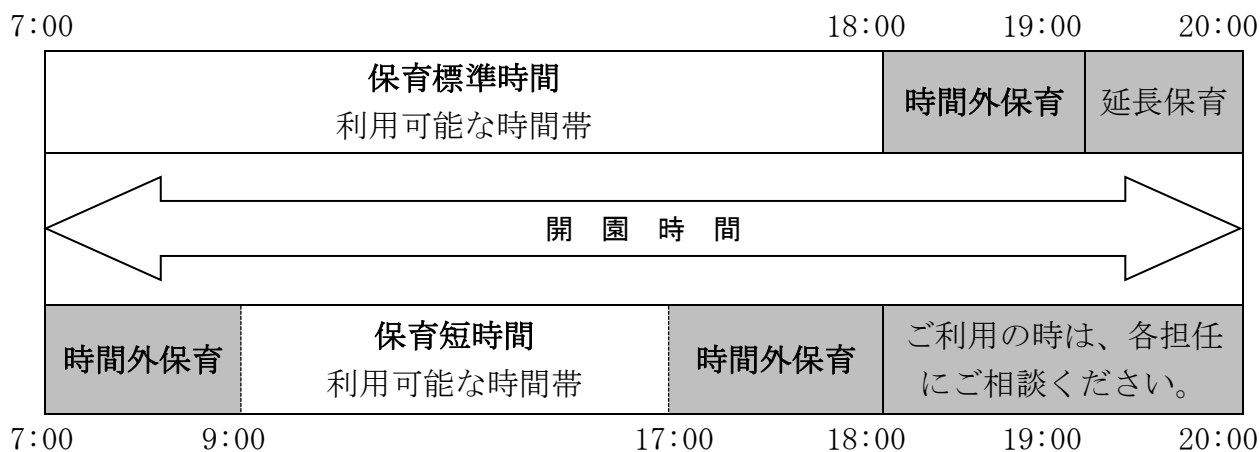 7:00 18:00 19:00 20:00
保育標準時間
利用可能な時間帯
時間外保育
延長保育
開園時間
時間外保育
保育短時間
利用可能な時間帯
時間外保育
ご利用の時は、各担任
にご相談ください。
7:00 9:00 17:00 18:00 19:00 20:00